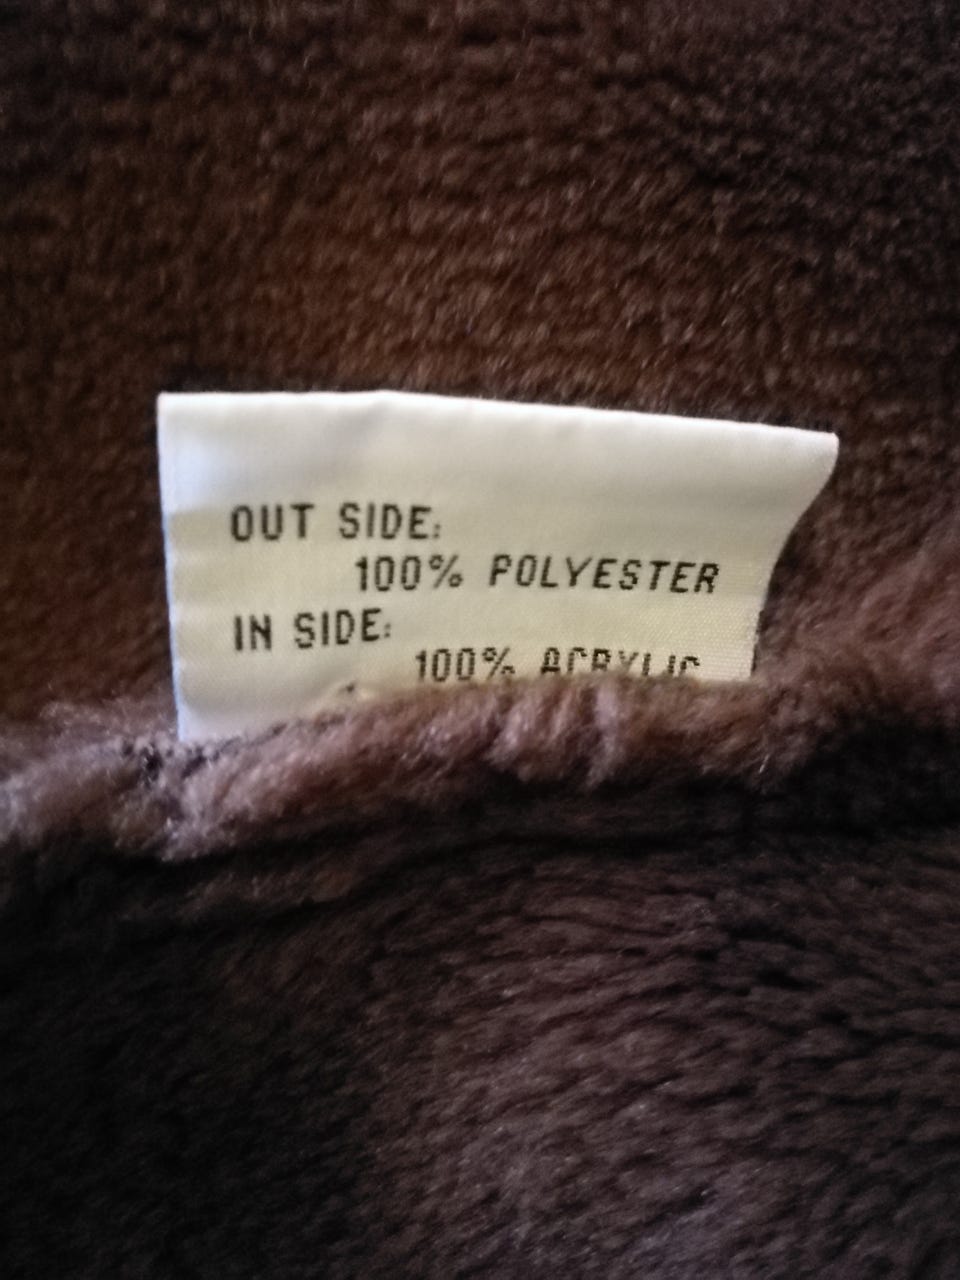 OUT SIDE:
100% POLYESTER
IN SIDE:
100% ACRYLIC